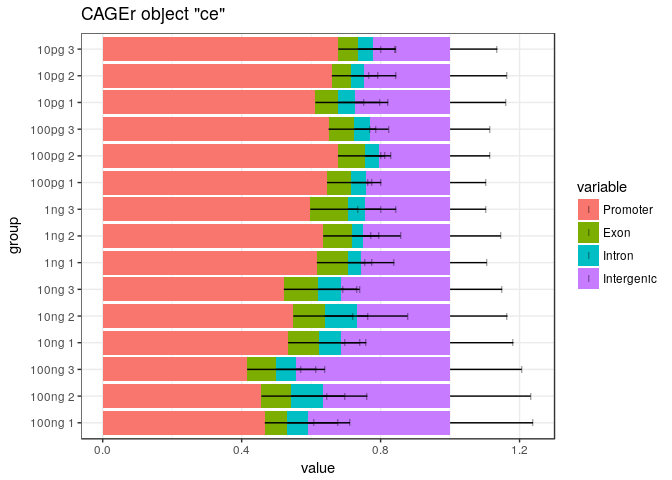 CAGEr object "ce"
group
10pg 3
10pg 2
10pg 1
100pg 3
100pg 2
100pg 1
1ng 3
1ng 2
1ng 1
10ng 3
10ng 2
10ng 1
100ng 3
100ng 2
100ng 1
0.0 0.4 0.8 1.2
value
variable
Promoter
Exon
Intron
Intergenic